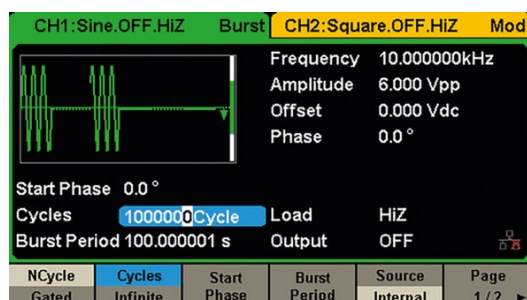 CH1:Sine.OFF.HiZ Burst CH2:Square.OFF.HiZ Mod
Frequency 10.000000kHz
Amplitude 6.000 Vpp
Offset 0.000 Vdc
Phase 0.0 °
Start Phase 0.0 °
Cycles 1000000Cycle Load HiZ
Burst Period 100.000001 s Output OFF
NCycle Cycles Start Burst Source Page
Gated Infinite Phase Period Internal 1/2 ►